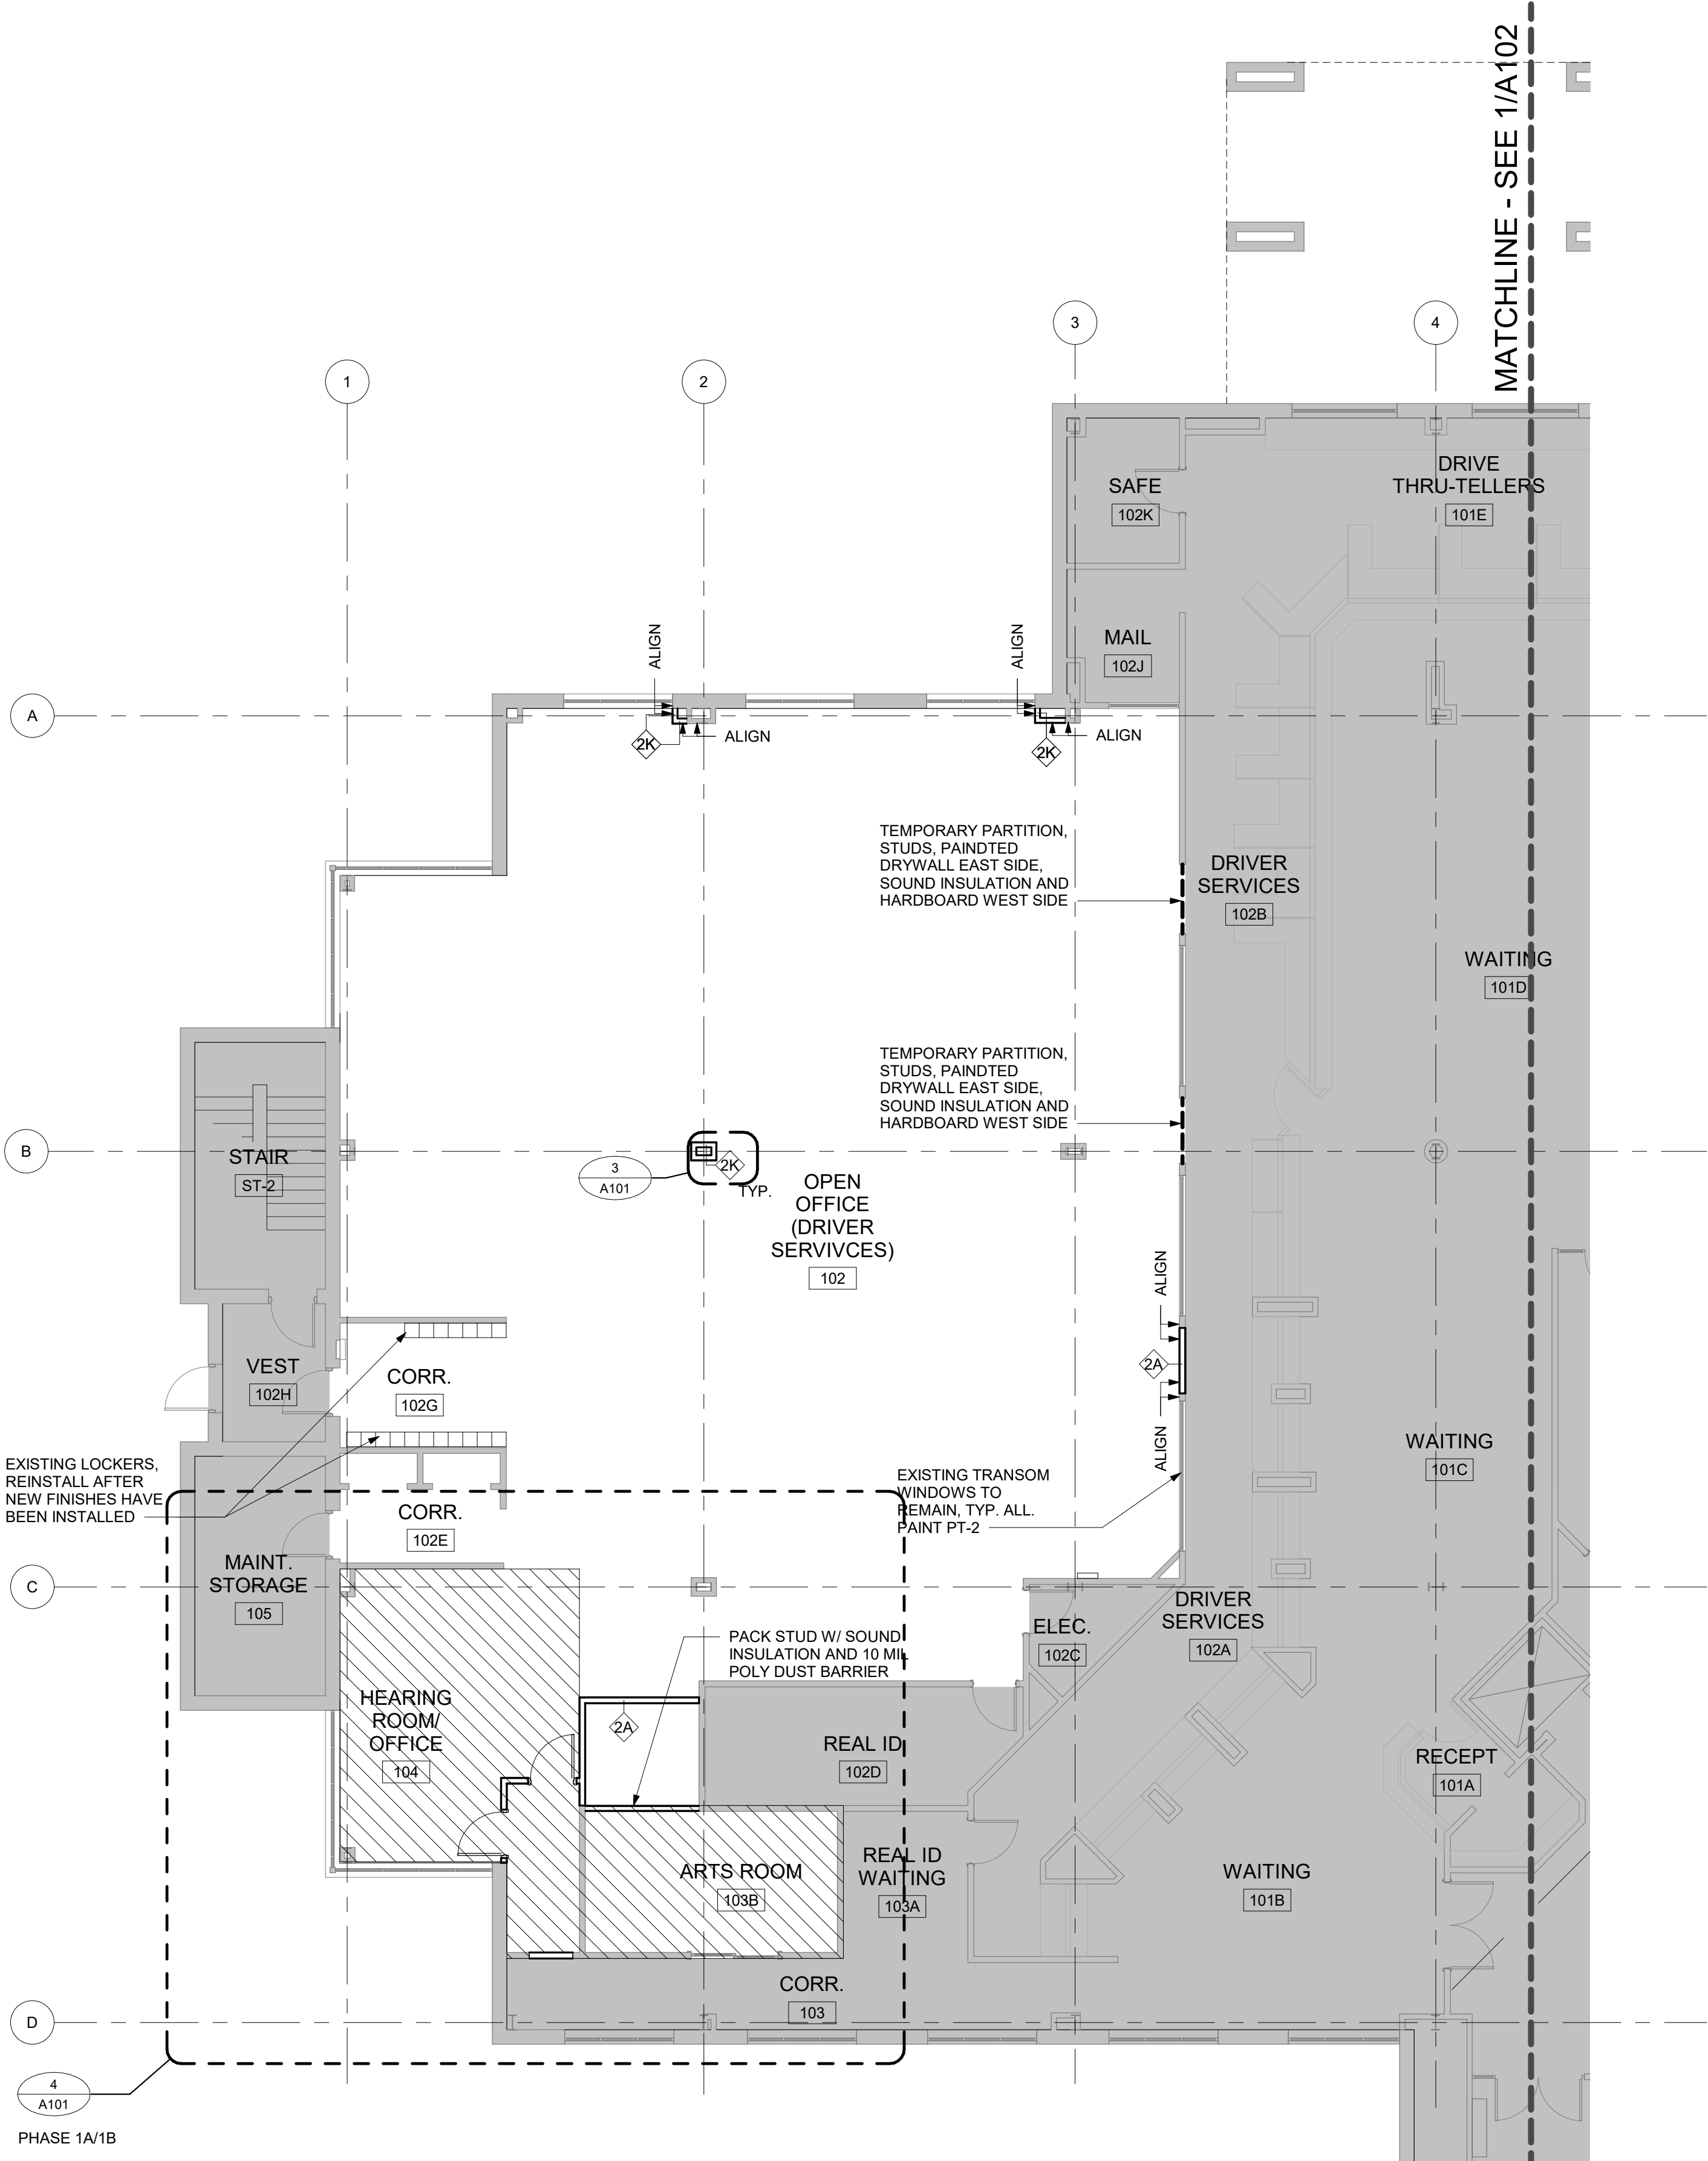 MATCHLINE - SEE 1/A102
3
4
1
2
DRIVE
THRU-TELLERS
101E
SAFE
102K
MAIL
102J
ALIGN
ALIGN
A
2K
ALIGN
2K
ALIGN
TEMPORARY PARTITION,
STUDS, PAINDTED
DRYWALL EAST SIDE,
SOUND INSULATION AND
HARDBOARD WEST SIDE
DRIVER
SERVICES
102B
WAITING
101D
TEMPORARY PARTITION,
STUDS, PAINDTED
DRYWALL EAST SIDE,
SOUND INSULATION AND
HARDBOARD WEST SIDE
B
STAIR
ST-2
3
A101
2K
TYP.
OPEN
OFFICE
(DRIVER
SERVIVCES)
102
ALIGN
2A
ALIGN
VEST
102H
CORR.
102G
WAITING
101C
EXISTING LOCKERS,
REINSTALL AFTER
NEW FINISHES HAVE
BEEN INSTALLED
EXISTING TRANSOM
WINDOWS TO
REMAIN, TYP. ALL.
PAINT PT-2
CORR.
102E
C
MAINT.
STORAGE
105
DRIVER
SERVICES
102A
ELEC.
102C
PACK STUD W/ SOUND
INSULATION AND 10 MIL
POLY DUST BARRIER
HEARING
ROOM/
OFFICE
104
2A
REAL ID
102D
RECEPT
101A
ARTS ROOM
103B
REAL ID
WAITING
103A
WAITING
101B
CORR.
103
D
4
A101
PHASE 1A/1B